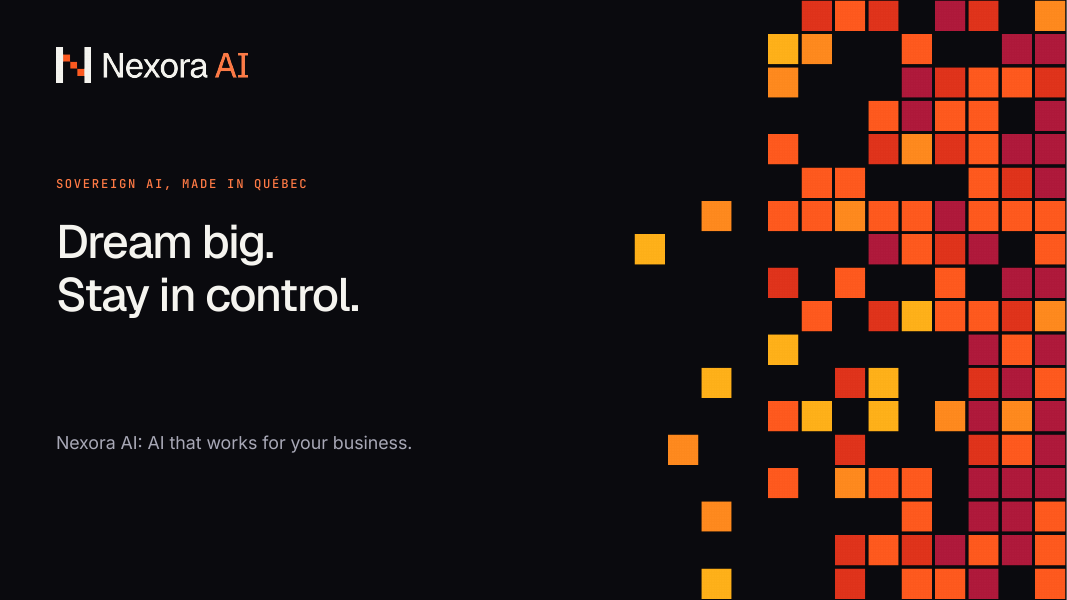 Nexora AI
SOVEREIGN AI, MADE IN QUÉBEC
Dream big.
Stay in control.
Nexora AI: AI that works for your business.